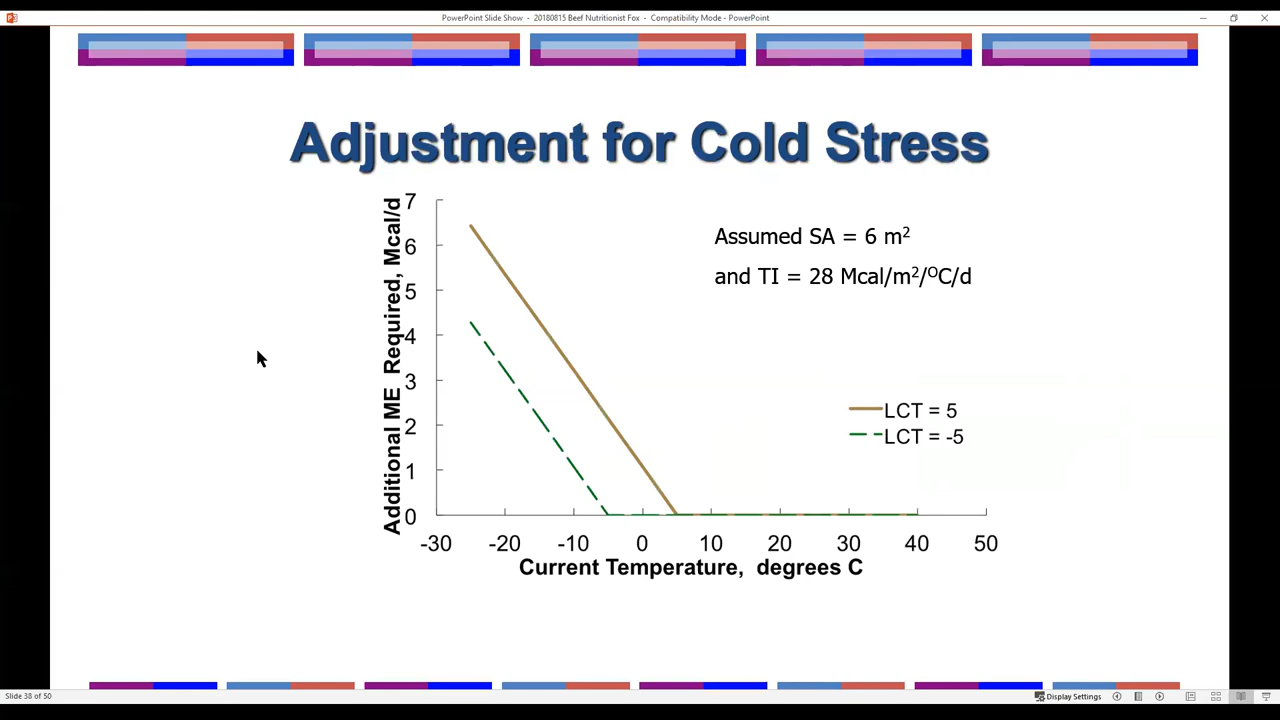 PowerPoint Slide Show - 20180815 Beef Nutritionist Fox - Compatibility Mode - PowerPoint
Adjustment for Cold Stress
Additional ME Required, Mcal/d
7
6
5
4
3
2
1
0
Assumed SA = 6 m²
and TI = 28 Mcal/m²/ᴼC/d
LCT = 5
LCT = -5
-30 -20 -10 0 10 20 30 40 50
Current Temperature, degrees C
Slide 38 of 50
Display Settings